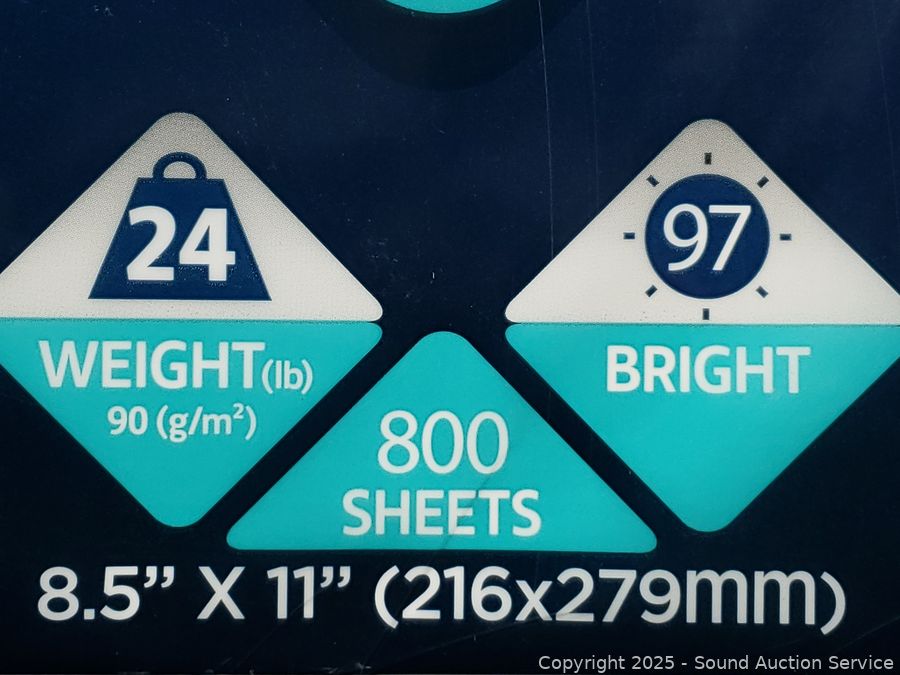 24
WEIGHT(lb)
90 (g/m²)
97
BRIGHT
800
SHEETS
8.5” X 11” (216x279mm)
Copyright 2025 - Sound Auction Service